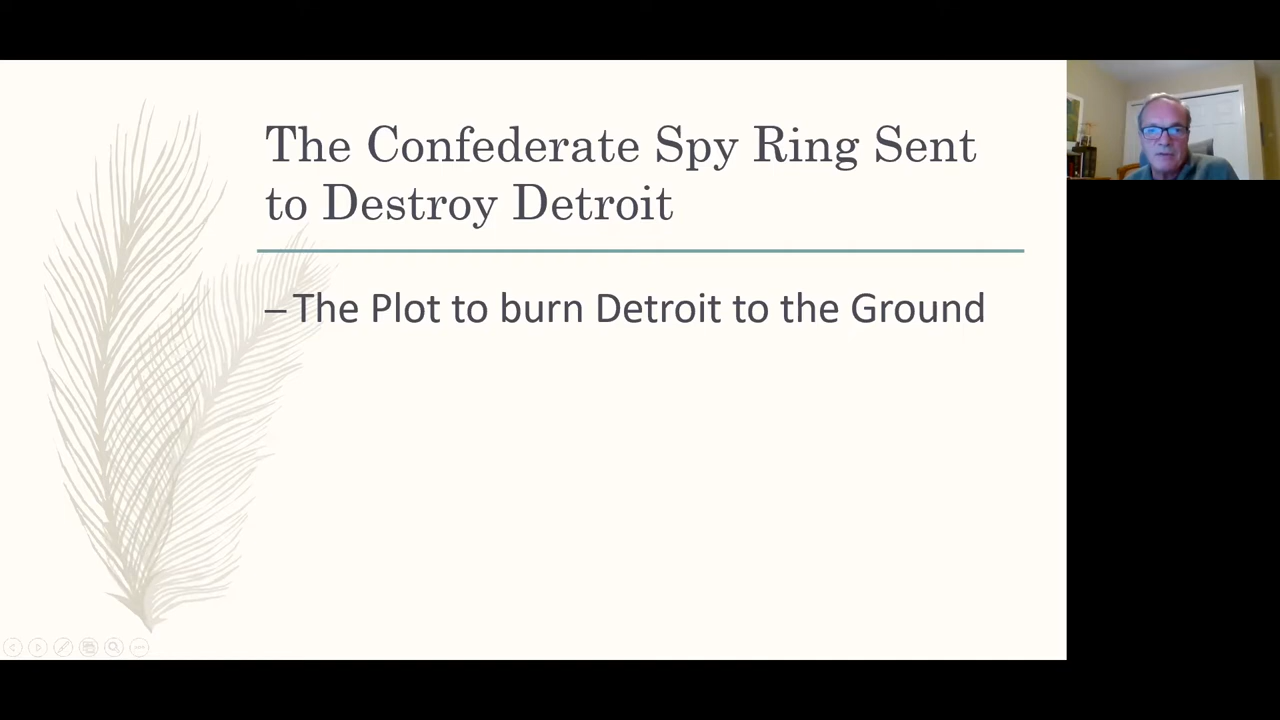 The Confederate Spy Ring Sent
to Destroy Detroit
–The Plot to burn Detroit to the Ground